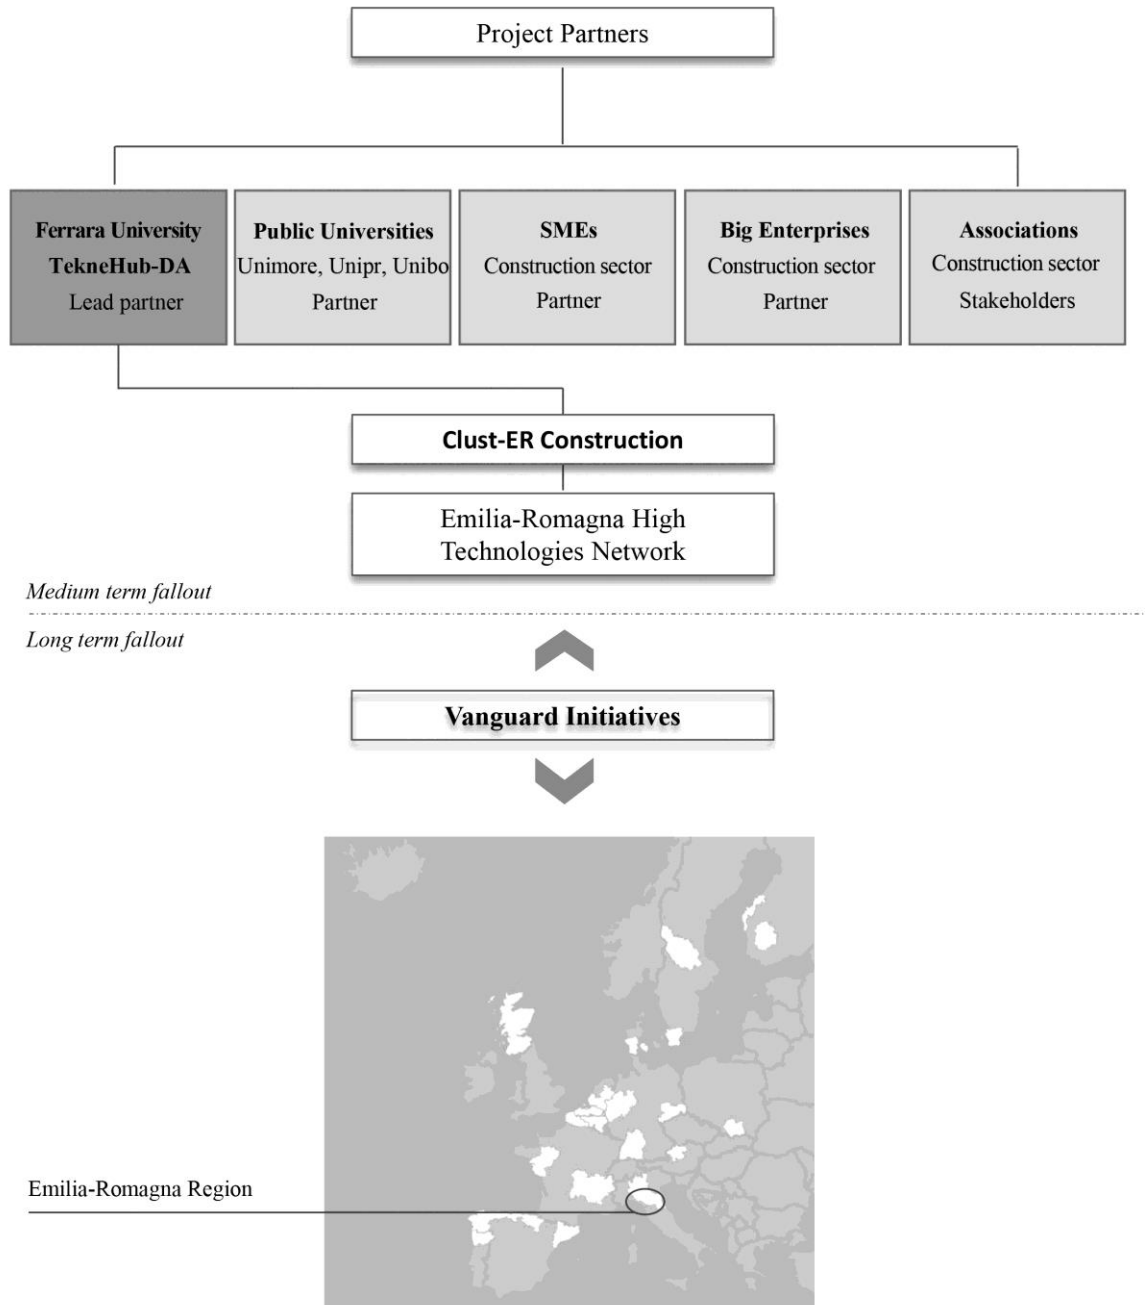 Project Partners
Ferrara University
TekneHub-DA
Lead partner
Public Universities
Unimore, Unipr, Unibo
Partner
SMEs
Construction sector
Partner
Big Enterprises
Construction sector
Partner
Associations
Construction sector
Stakeholders
Clust-ER Construction
Emilia-Romagna High
Technologies Network
Medium term fallout
Long term fallout
Vanguard Initiatives
Emilia-Romagna Region